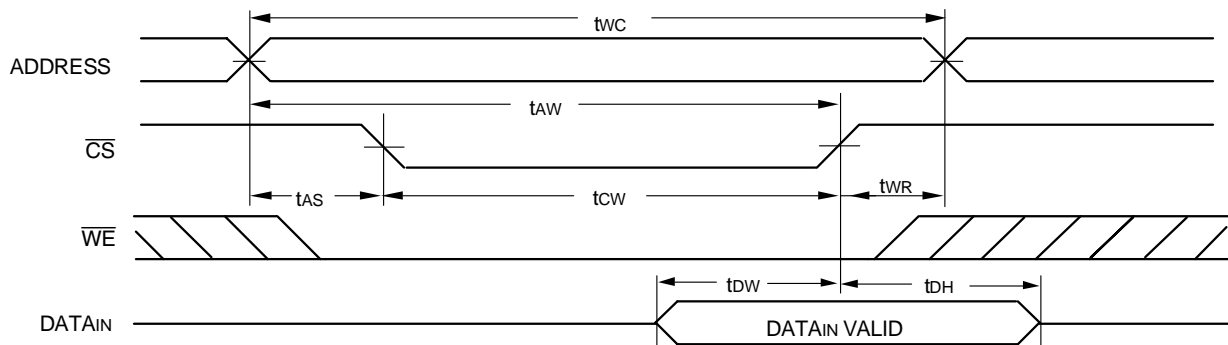 tWC
ADDRESS
tAW
CS
tAS
tCW
tWR
WE
tDW
tDH
DATAIN
DATAIN VALID